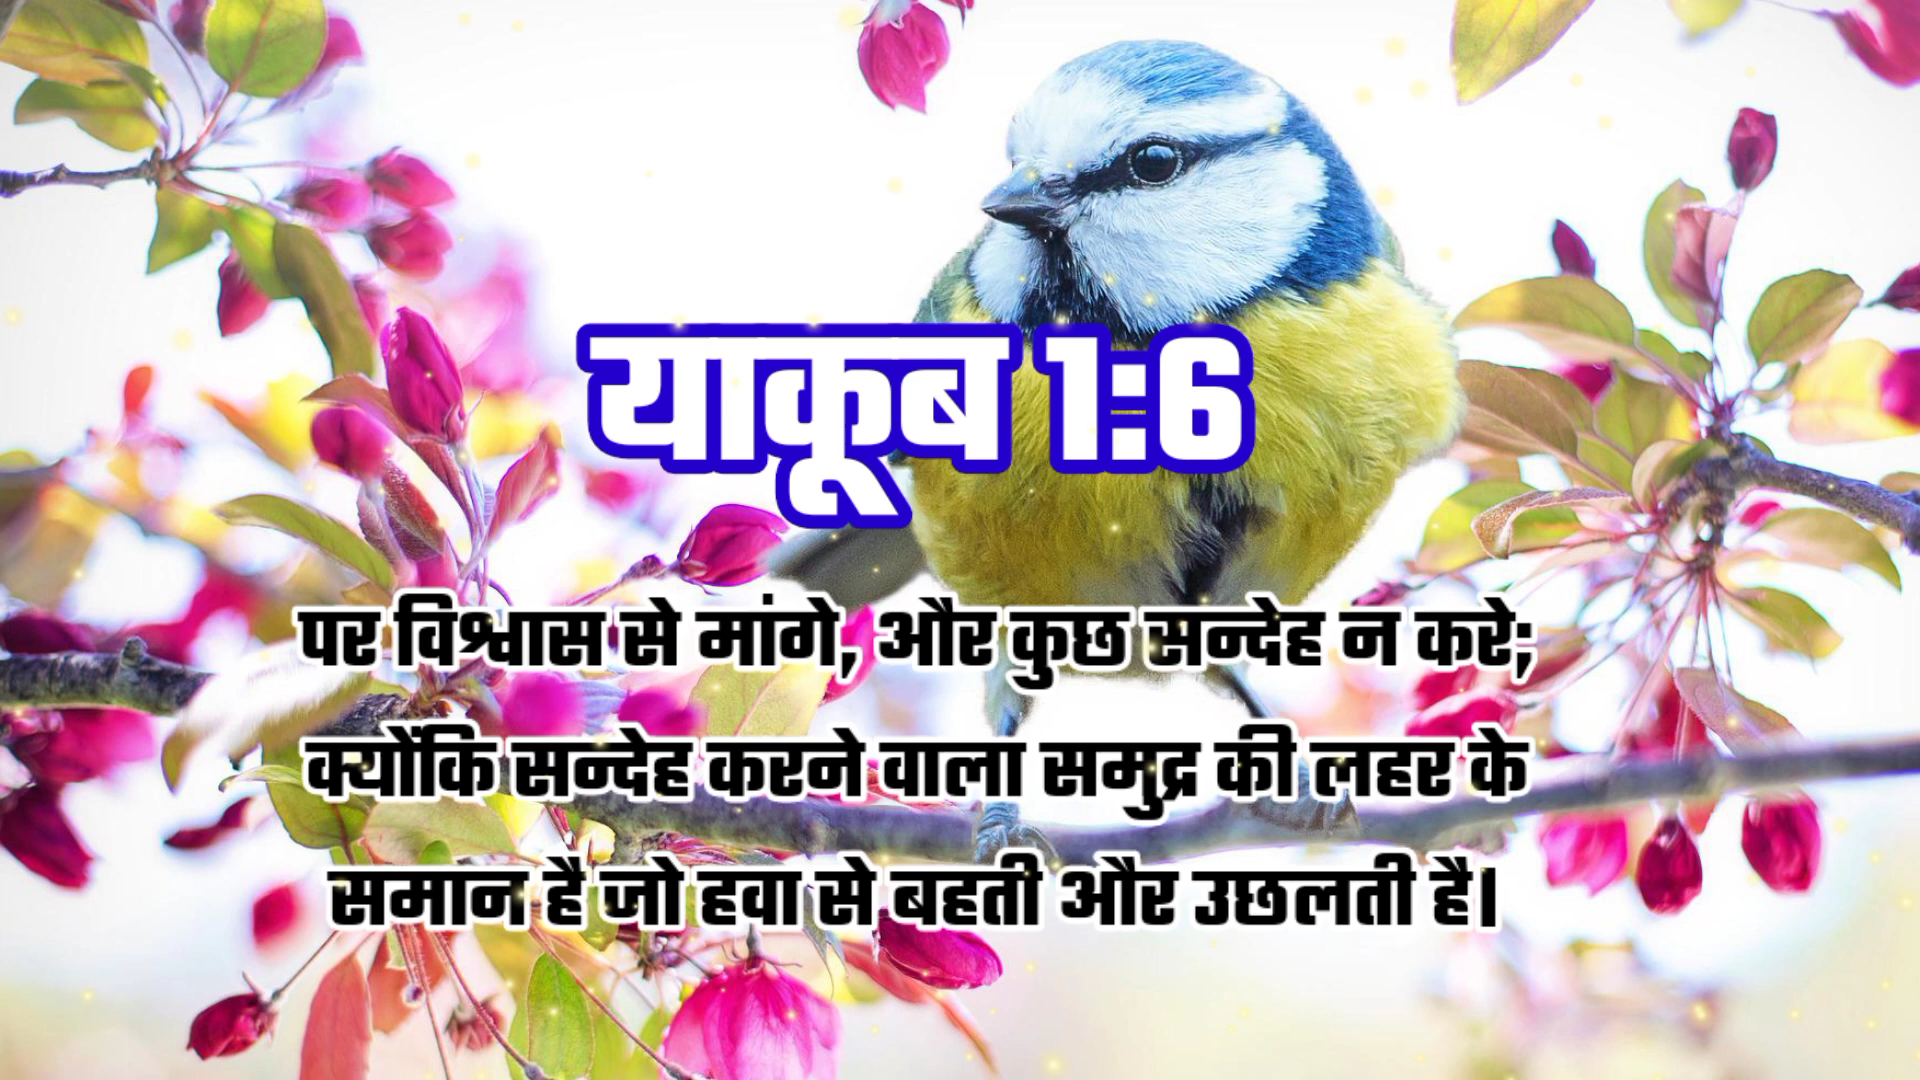 याकूब 1:6
पर विश्वास से मांगे, और कुछ सन्देह न करे;
क्योंकि सन्देह करने वाला समुद्र की लहर के
समान है जो हवा से बहती और उछलती है।